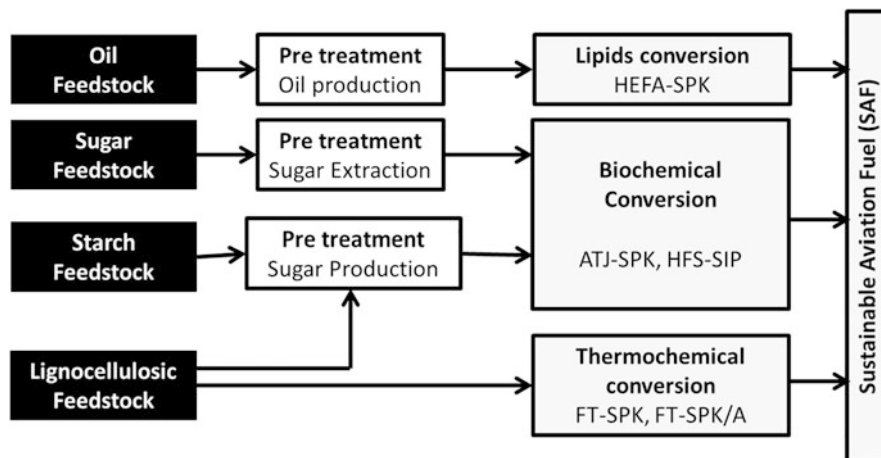 Oil
Feedstock
Pre treatment
Oil production
Lipids conversion
HEFA-SPK
Sugar
Feedstock
Pre treatment
Sugar Extraction
Biochemical
Conversion
ATJ-SPK, HFS-SIP
Starch
Feedstock
Pre treatment
Sugar Production
Lignocellulosic
Feedstock
Thermochemical
conversion
FT-SPK, FT-SPK/A
Sustainable Aviation Fuel (SAF)